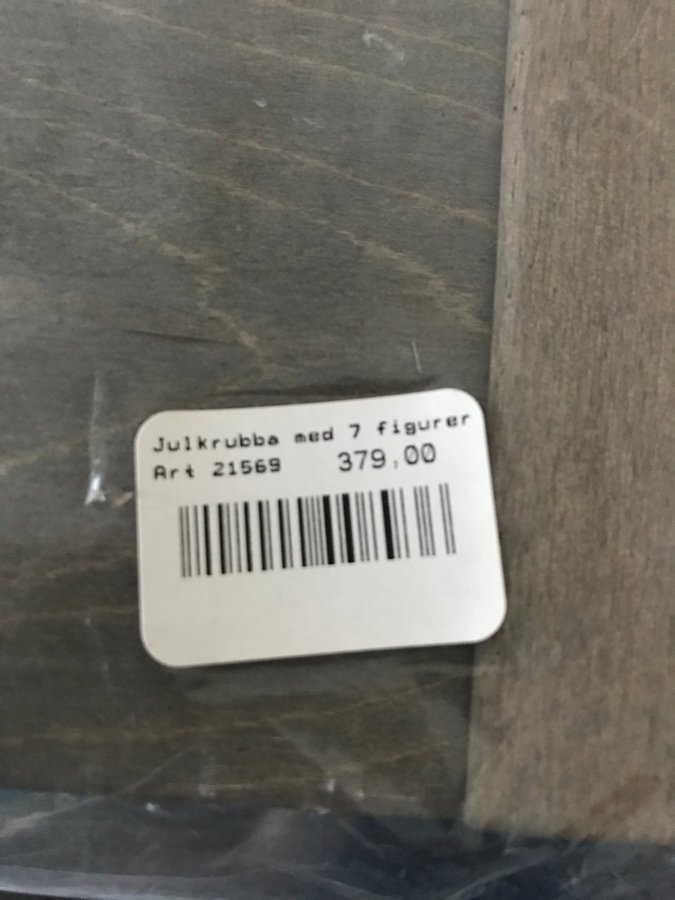 Julkrubba med 7 figurer
Art 21569 379,00